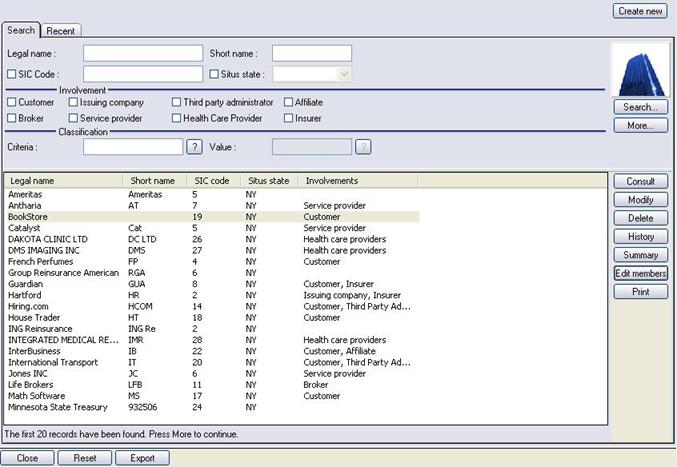 Create new
Search Recent
Legal name : Short name :
SIC Code : Situs state :
Involvement
Customer Issuing company Third party administrator Affiliate
Search...
Broker Service provider Health Care Provider Insurer
More...
Classification
Criteria : ? Value : ?
Legal name Short name SIC code Situs state Involvements
Consult
Ameritas Ameritas 5 NY
Antharia AT 7 NY Service provider
Modify
BookStore 19 NY Customer
Delete
Catalyst Cat 5 NY Service provider
DAKOTA CLINIC LTD DC LTD 26 NY Health care providers
History
DMS IMAGING INC DMS 27 NY Health care providers
Summary
French Perfumes FP 4 NY Customer
Group Reinsurance American RGA 6 NY
Edit members
Guardian GUA 8 NY Customer, Insurer
Print
Hartford HR 2 NY Issuing company, Insurer
Hiring.com HCOM 14 NY Customer, Third Party Ad...
House Trader HT 18 NY Customer
ING Reinsurance ING Re 2 NY
INTEGRATED MEDICAL RE... IMR 28 NY Health care providers
InterBusiness IB 22 NY Customer, Affiliate
International Transport IT 20 NY Customer, Third Party Ad...
Jones INC JC 6 NY Service provider
Life Brokers LFB 11 NY Broker
Math Software MS 17 NY Customer
Minnesota State Treasury 932506 24 NY
The first 20 records have been found. Press More to continue.
Close Reset Export